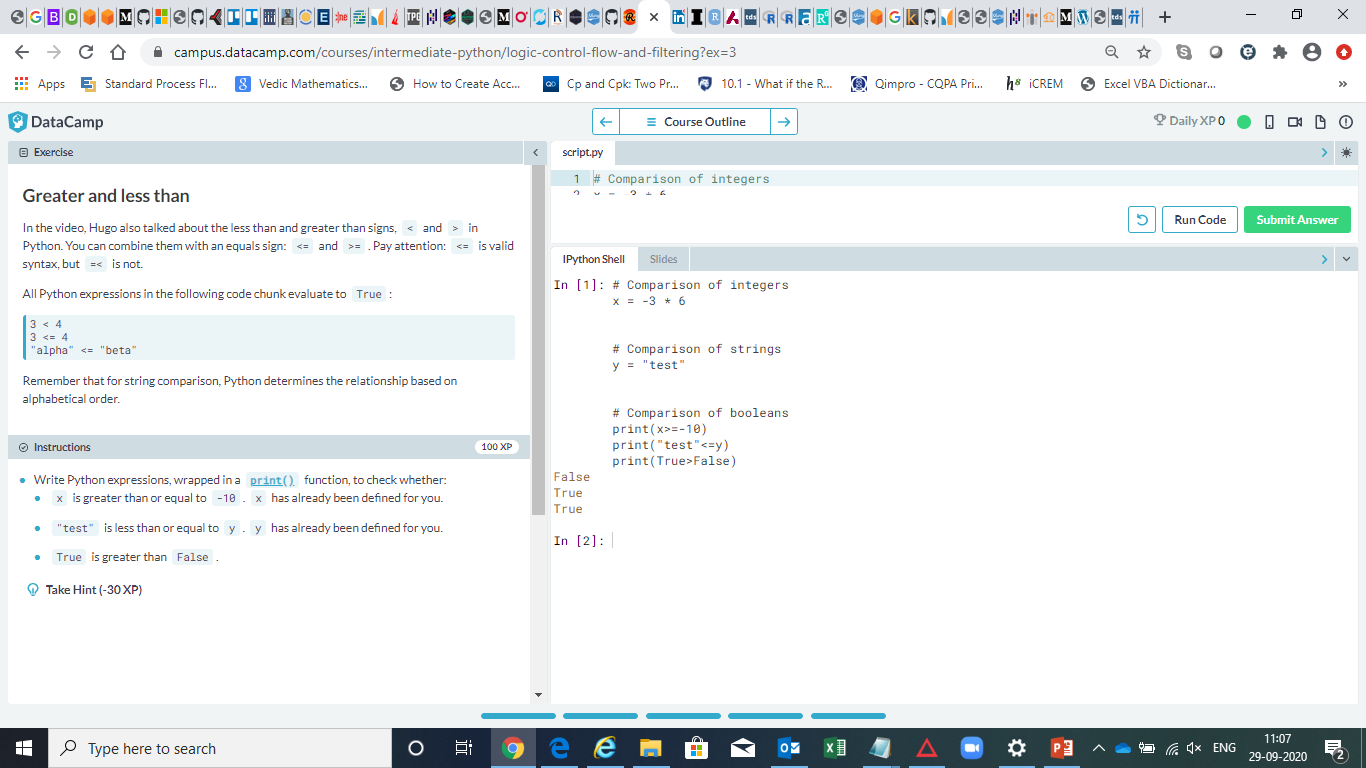 campus.datacamp.com/courses/intermediate-python/logic-control-flow-and-filtering?ex=3
Apps
Standard Process Fl...
Vedic Mathematics...
How to Create Acc...
Cp and Cpk: Two Pr...
10.1 - What if the R...
Qimpro - CQPA Pri...
iCREM
Excel VBA Dictionar...
»
DataCamp
Course Outline
Daily XP 0
Exercise
Greater and less than
In the video, Hugo also talked about the less than and greater than signs, < and > in
Python. You can combine them with an equals sign: <= and >= . Pay attention: <= is valid
syntax, but =< is not.
All Python expressions in the following code chunk evaluate to True :
3 < 4
3 <= 4
"alpha" <= "beta"
Remember that for string comparison, Python determines the relationship based on
alphabetical order.
Instructions
100 XP
Write Python expressions, wrapped in a print() function, to check whether:
x is greater than or equal to -10 . x has already been defined for you.
"test" is less than or equal to y . y has already been defined for you.
True is greater than False .
Take Hint (-30 XP)
script.py
1 # Comparison of integers
2 x = -3 * 6
Run Code
Submit Answer
IPython Shell
Slides
In [1]: # Comparison of integers
x = -3 * 6
# Comparison of strings
y = "test"
# Comparison of booleans
print(x>=-10)
print("test"<=y)
print(True>False)
False
True
True
In [2]:
Type here to search
ENG
11:07
29-09-2020
2